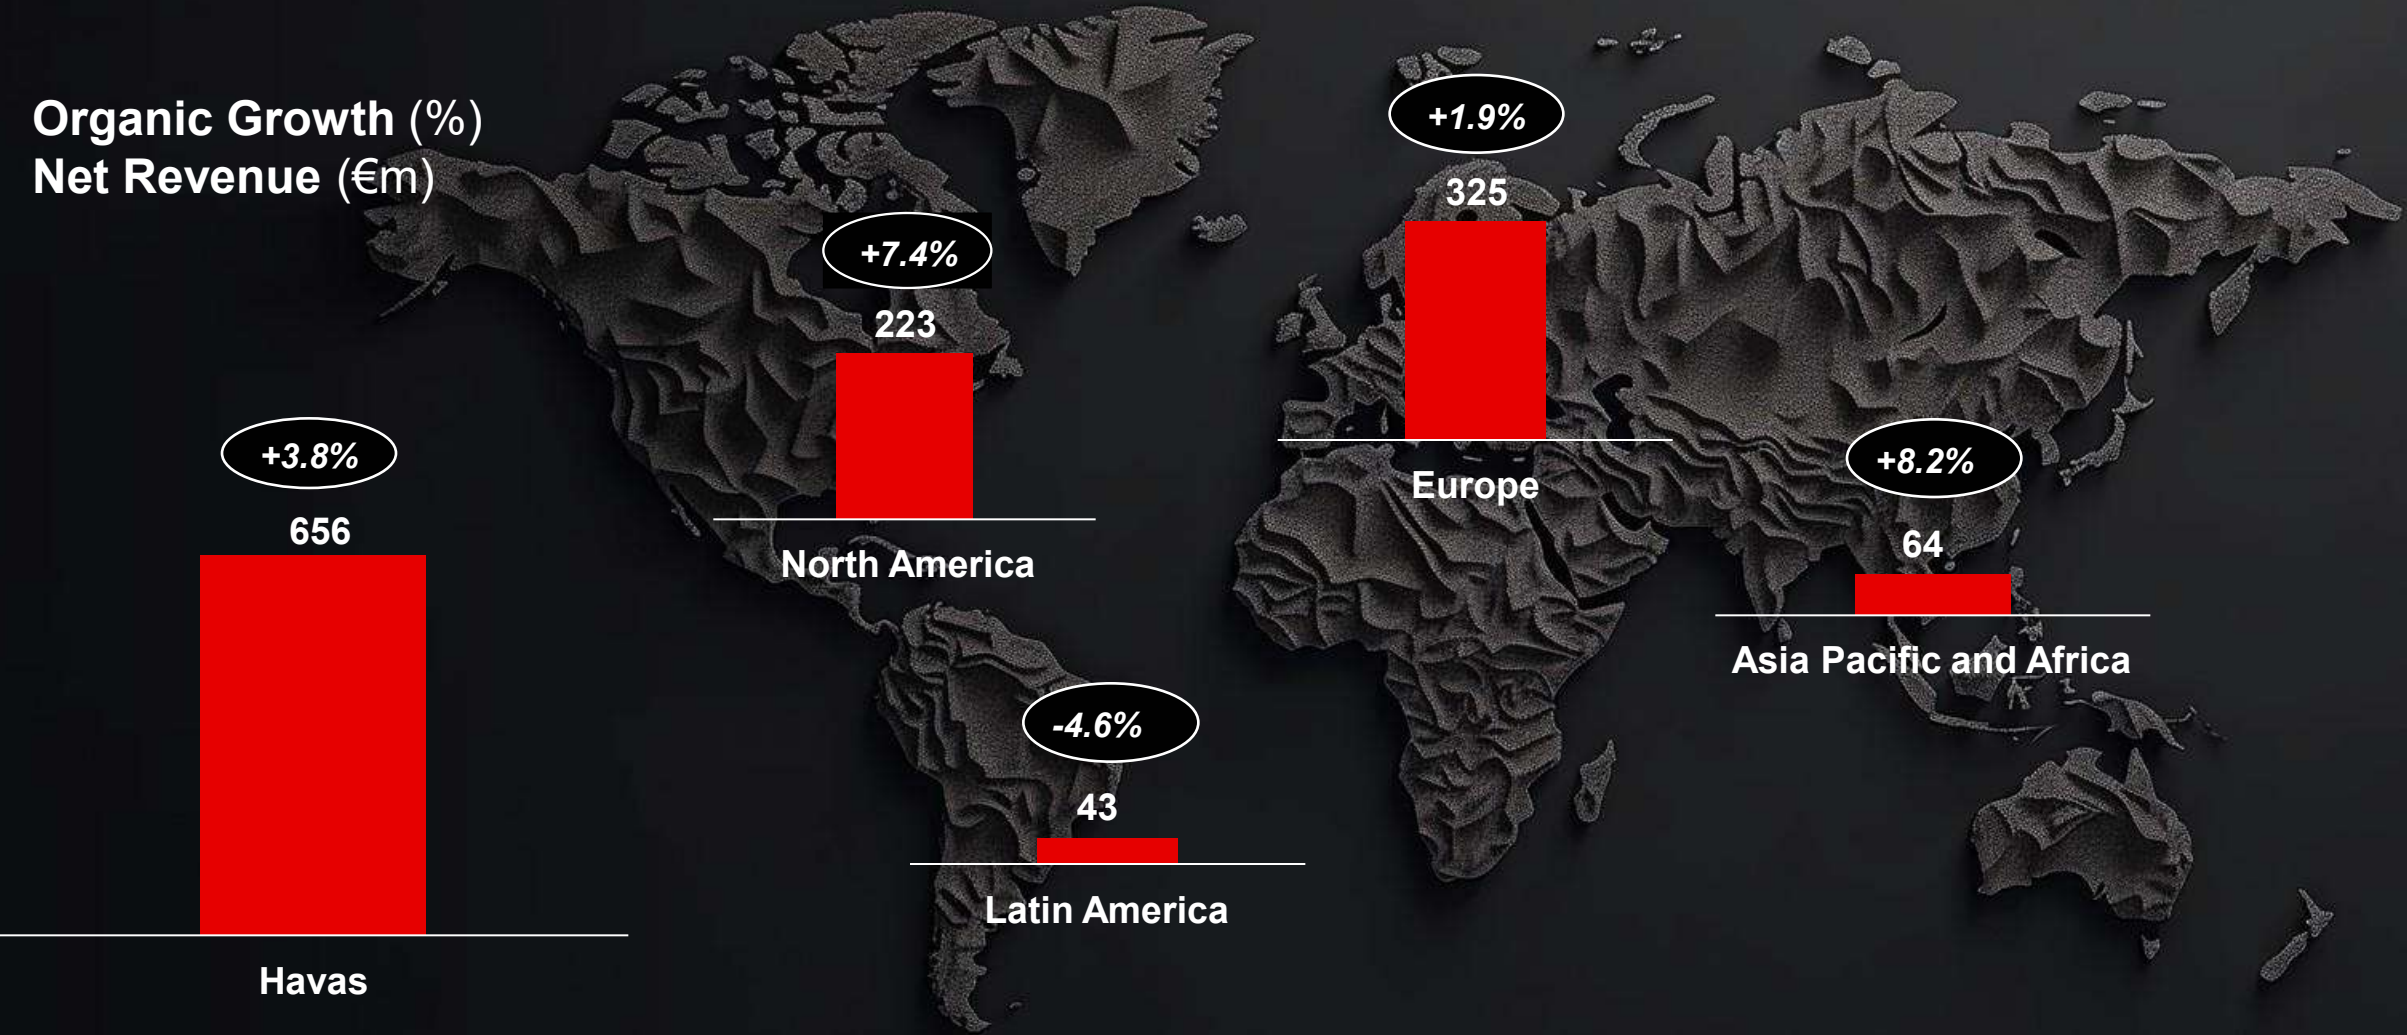 Organic Growth (%)
Net Revenue (€m)
+3.8%
656
Havas
+7.4%
223
North America
-4.6%
43
Latin America
+1.9%
325
Europe
+8.2%
64
Asia Pacific and Africa